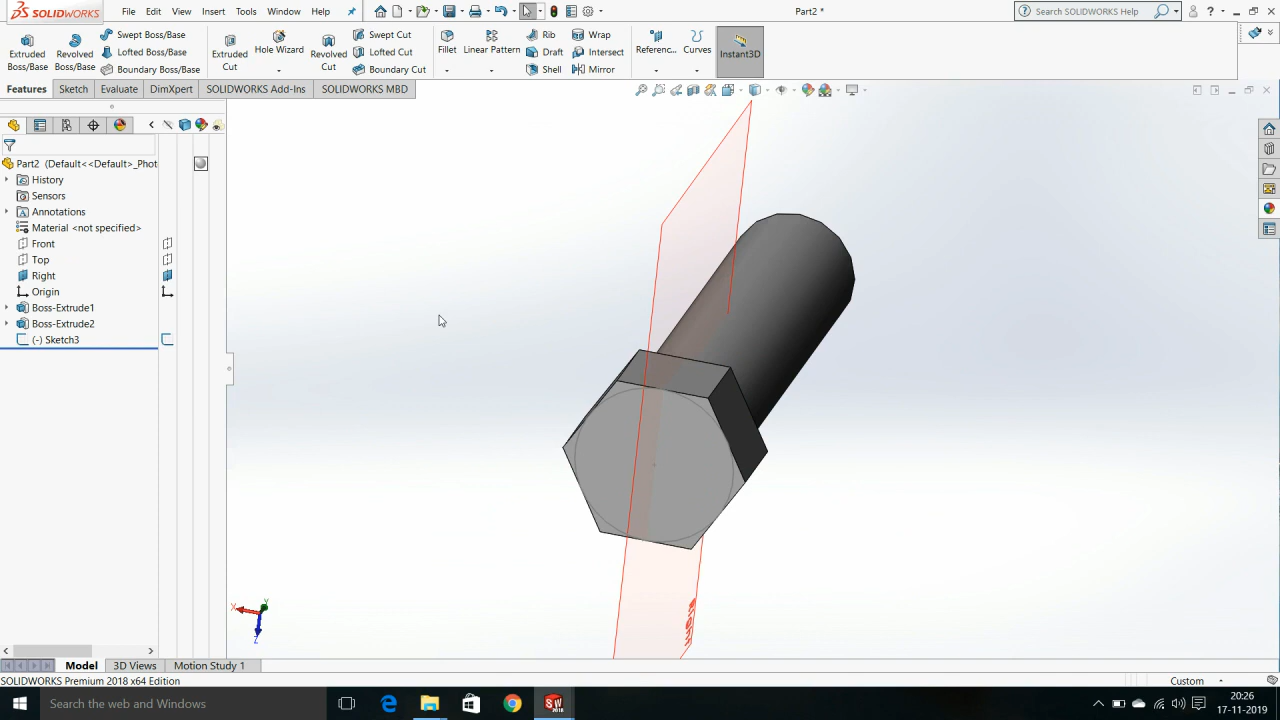 SOLIDWORKS File Edit View Insert Tools Window Help Part2 * Search SOLIDWORKS Help
Extruded Boss/Base
Revolved Boss/Base
Swept Boss/Base
Lofted Boss/Base
Boundary Boss/Base
Extruded Cut
Hole Wizard
Revolved Cut
Swept Cut
Lofted Cut
Boundary Cut
Fillet
Linear Pattern
Rib
Draft
Shell
Wrap
Intersect
Mirror
Referenc...
Curves
Instant3D
Features Sketch Evaluate DimXpert SOLIDWORKS Add-Ins SOLIDWORKS MBD
Part2 (Default<<Default>_Phot
History
Sensors
Annotations
Material <not specified>
Front
Top
Right
Origin
Boss-Extrude1
Boss-Extrude2
(-) Sketch3
X Y Z
Model 3D Views Motion Study 1
SOLIDWORKS Premium 2018 x64 Edition Custom
Search the web and Windows
20:26
17-11-2019